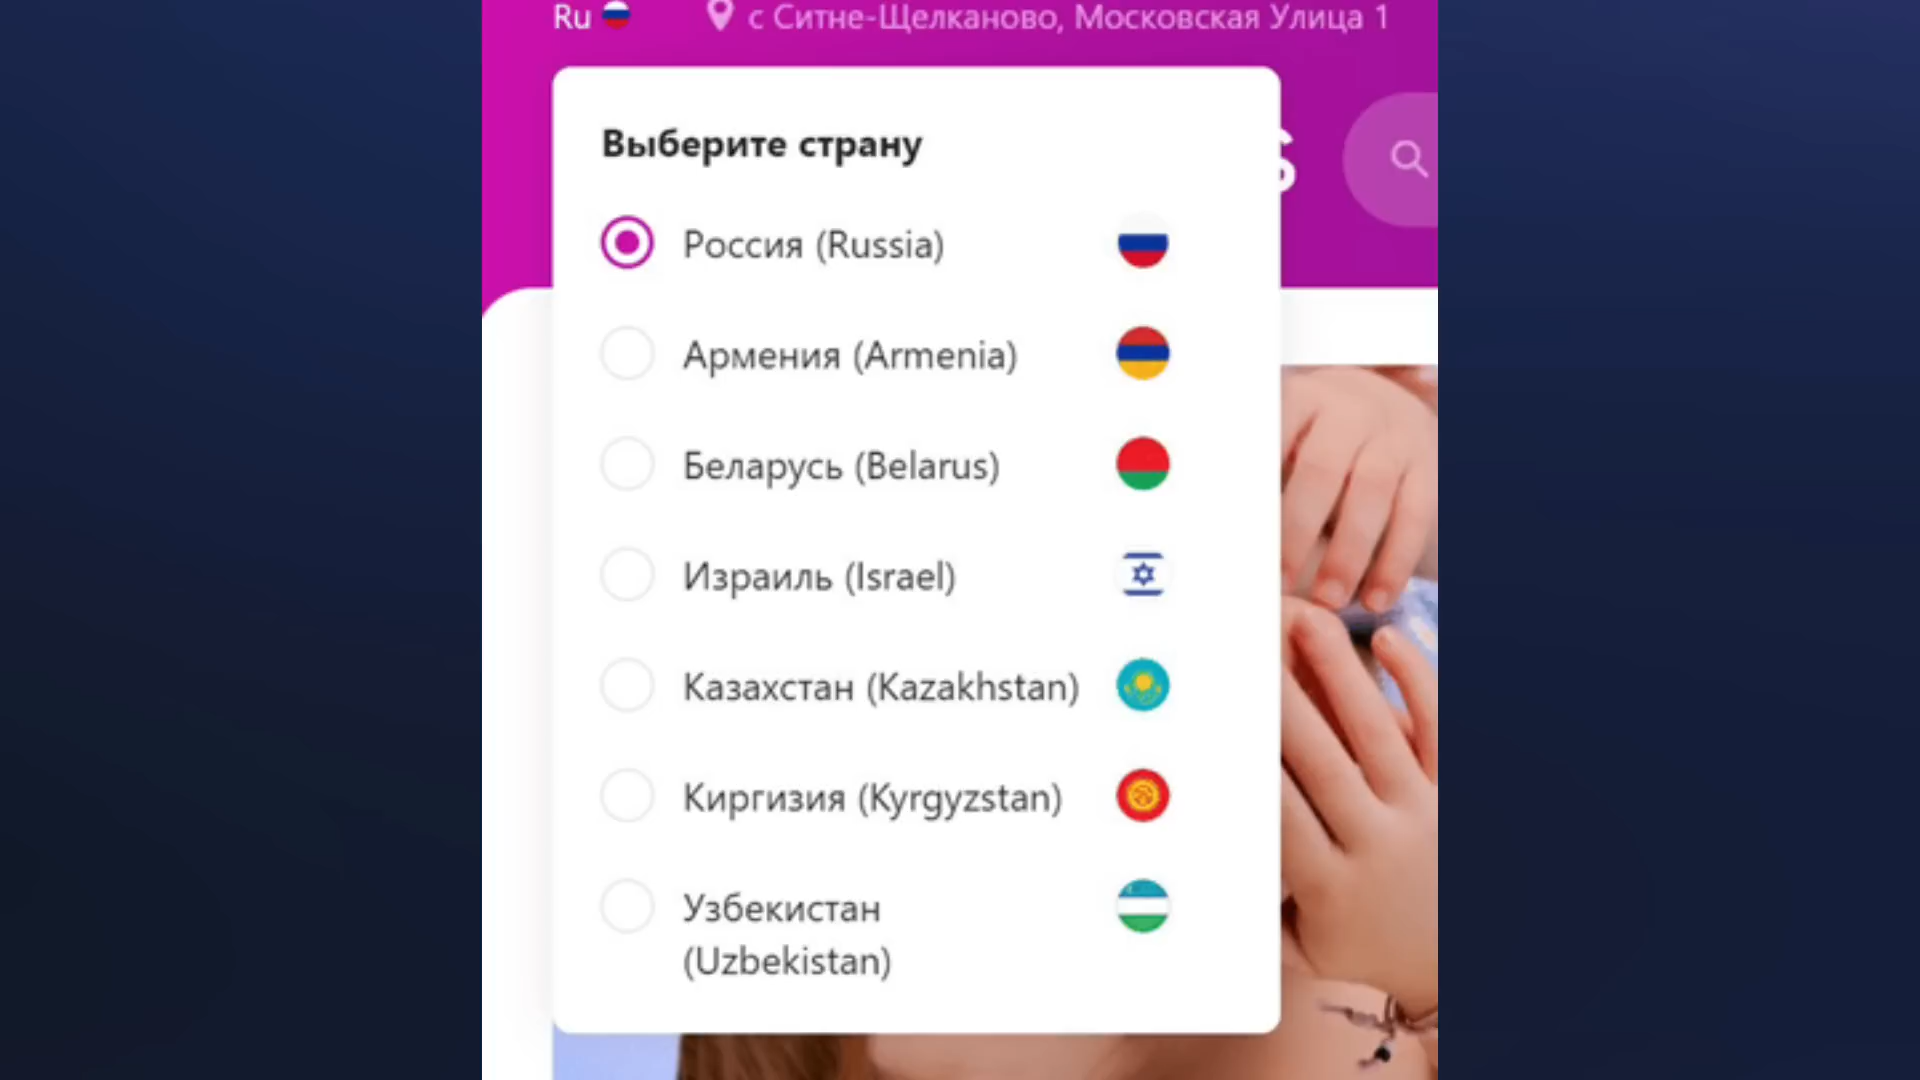 Ru с Ситне-Щелканово, Московская Улица 1
Выберите страну
Россия (Russia)
Армения (Armenia)
Беларусь (Belarus)
Израиль (Israel)
Казахстан (Kazakhstan)
Киргизия (Kyrgyzstan)
Узбекистан
(Uzbekistan)